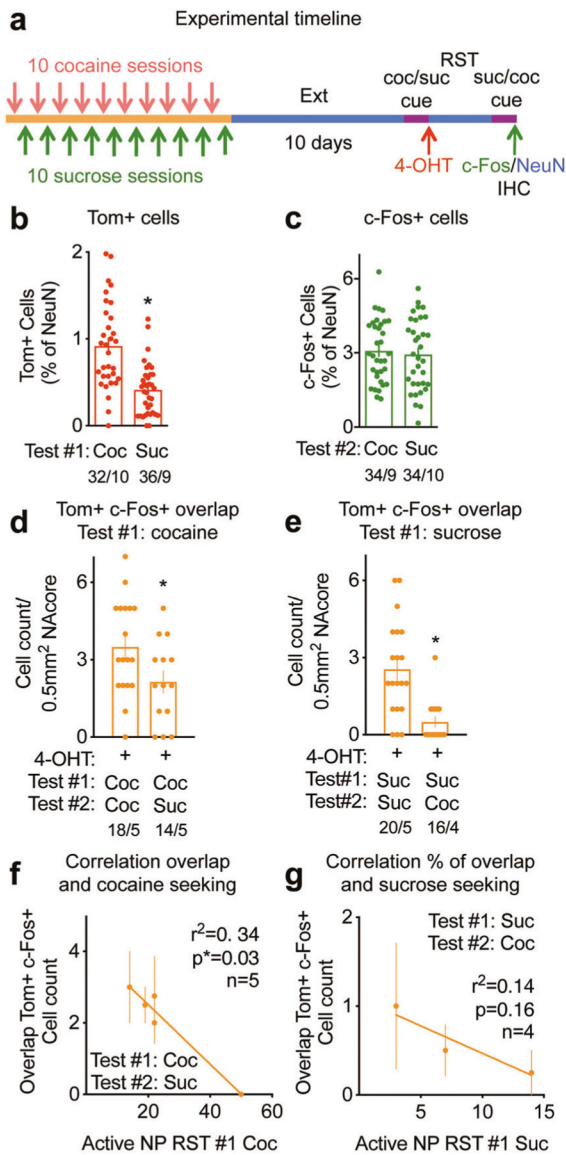 a
Experimental timeline
10 cocaine sessions
10 sucrose sessions
Ext
10 days
RST
coc/suc
cue
suc/coc
cue
4-OHT
c-Fos/NeuN
IHC
b
Tom+ cells
Tom+ Cells
(% of NeuN)
2
1
0
*
Test #1: Coc Suc
32/10 36/9
c
c-Fos+ cells
c-Fos+ Cells
(% of NeuN)
6
3
0
Test #2: Coc Suc
34/9 34/10
d
Tom+ c-Fos+ overlap
Test #1: cocaine
Cell count/
0.5mm² NAcore
6
3
0
*
4-OHT: + +
Test #1: Coc Coc
Test #2: Coc Suc
18/5 14/5
e
Tom+ c-Fos+ overlap
Test #1: sucrose
Cell count/
0.5mm² NAcore
6
3
0
*
4-OHT: + +
Test#1: Suc Suc
Test#2: Suc Coc
20/5 16/4
f
Correlation overlap
and cocaine seeking
Overlap Tom+ c-Fos+
Cell count
4
2
0
r²=0. 34
p*=0.03
n=5
Test #1: Coc
Test #2: Suc
20 40 60
Active NP RST #1 Coc
g
Correlation % of overlap
and sucrose seeking
Overlap Tom+ c-Fos+
Cell count
2
1
0
Test #1: Suc
Test #2: Coc
r²=0.14
p=0.16
n=4
5 10 15
Active NP RST #1 Suc